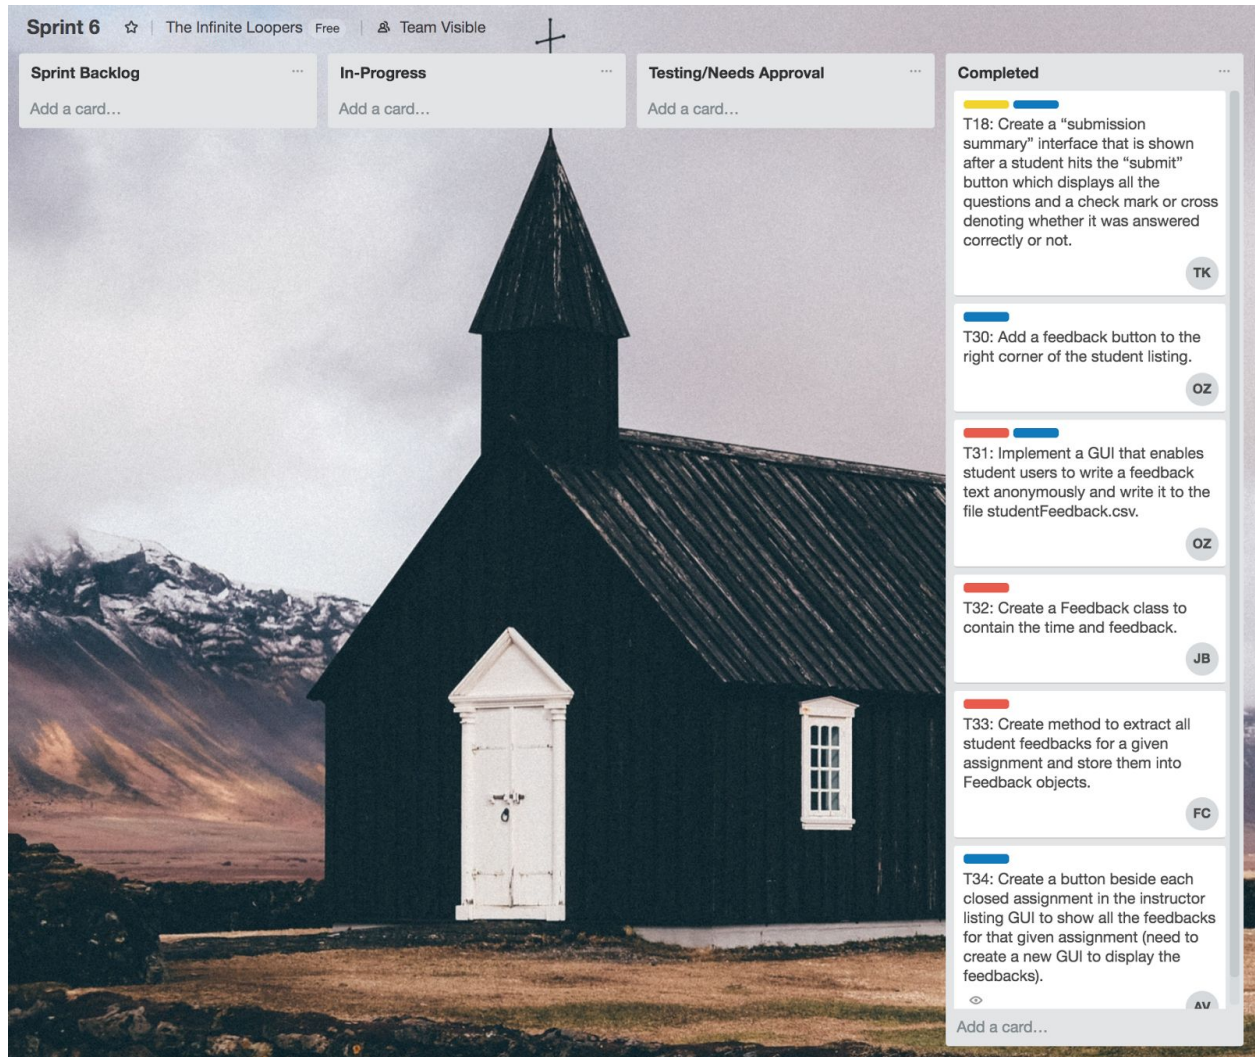 Sprint 6 The Infinite Loopers Free Team Visible
Sprint Backlog
Add a card…
In-Progress
Add a card…
Testing/Needs Approval
Add a card…
Completed
T18: Create a “submission
summary” interface that is shown
after a student hits the “submit”
button which displays all the
questions and a check mark or cross
denoting whether it was answered
correctly or not.
TK
T30: Add a feedback button to the
right corner of the student listing.
OZ
T31: Implement a GUI that enables
student users to write a feedback
text anonymously and write it to the
file studentFeedback.csv.
OZ
T32: Create a Feedback class to
contain the time and feedback.
JB
T33: Create method to extract all
student feedbacks for a given
assignment and store them into
Feedback objects.
FC
T34: Create a button beside each
closed assignment in the instructor
listing GUI to show all the feedbacks
for that given assignment (need to
create a new GUI to display the
feedbacks).
AV
Add a card…